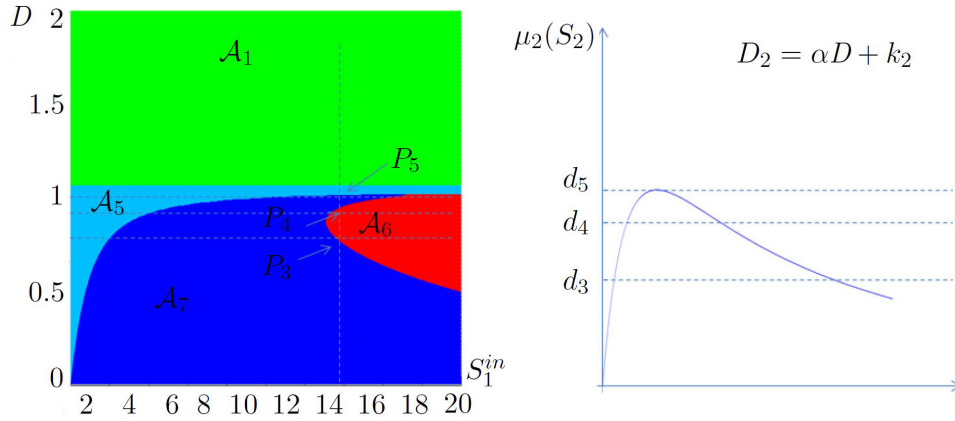 D
2
1.5
1
0.5
0
𝒜₁
P₅
𝒜₅
P₄
𝒜₆
P₃
𝒜₇
S₁ⁱⁿ
2 4 6 8 10 12 14 16 18 20
μ₂(S₂)
D₂ = αD + k₂
d₅
d₄
d₃